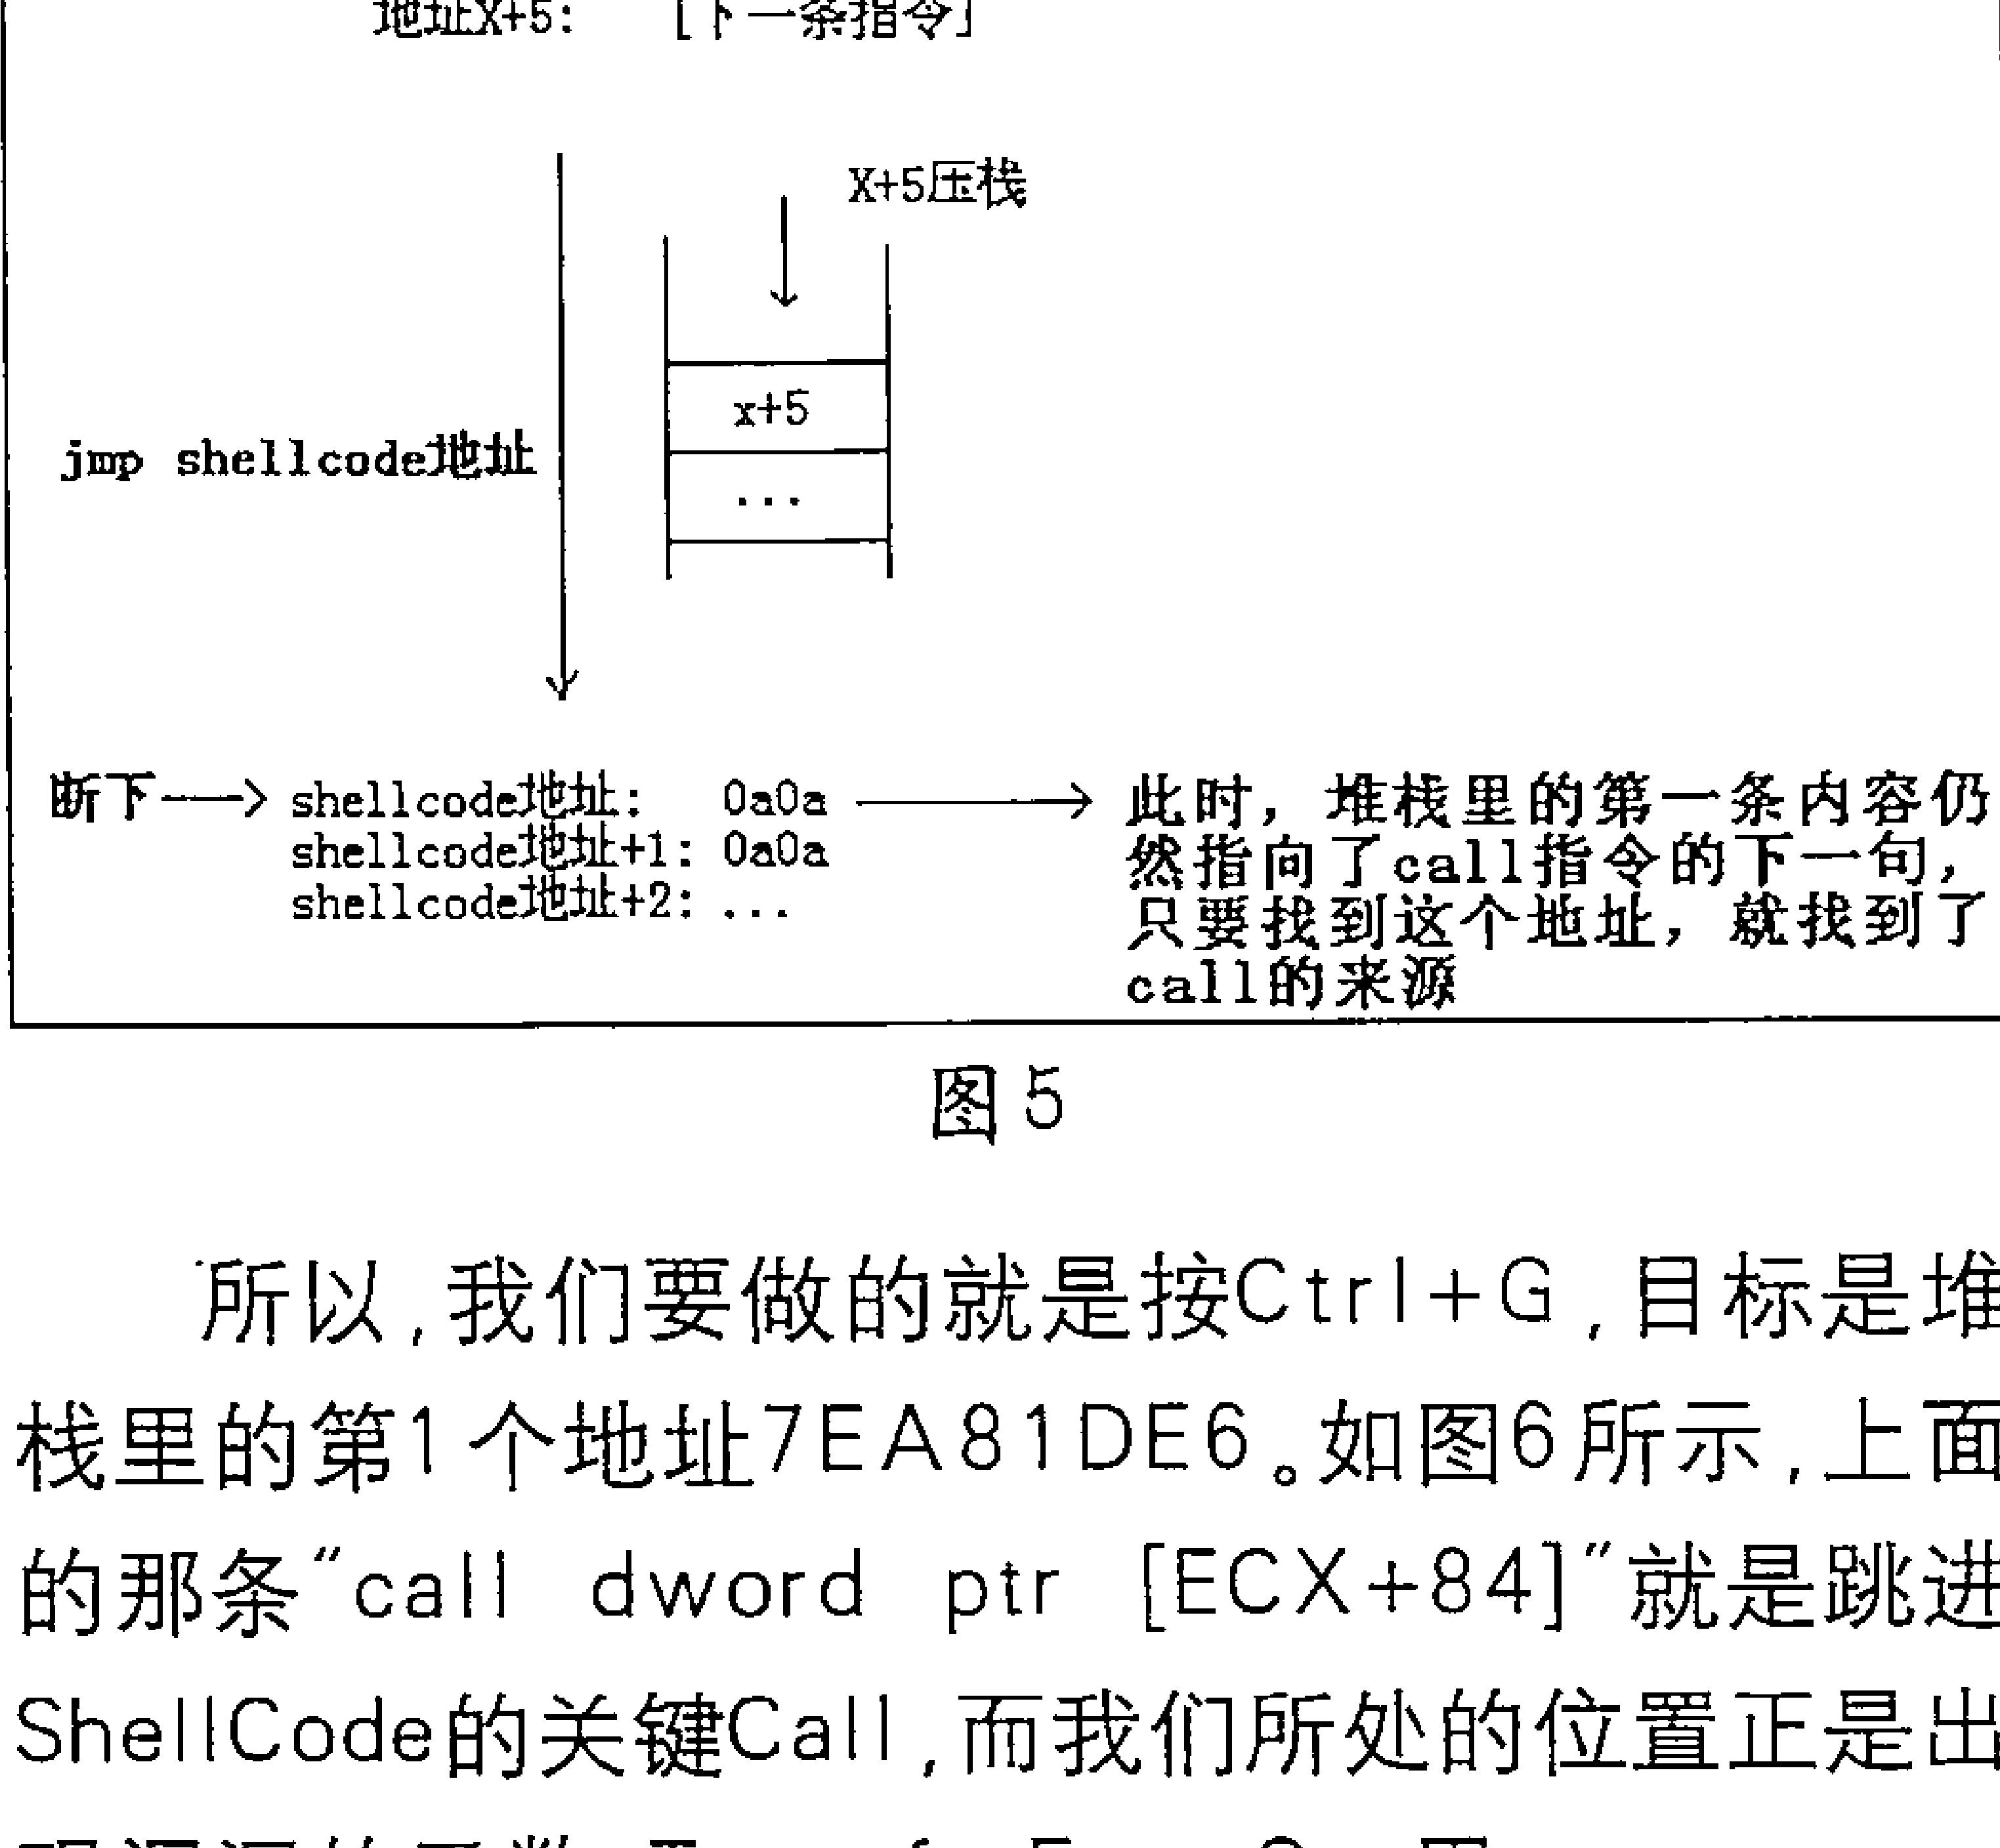 地址X+5: [下一条指令]
X+5压栈
x+5
jmp shellcode地址
...
断下 shellcode地址: 0a0a
shellcode地址+1: 0a0a
shellcode地址+2: ...
此时，堆栈里的第一条内容仍
然指向了call指令的下一句，
只要找到这个地址，就找到了
call的来源
图5
所以,我们要做的就是按Ctrl+G,目标是堆
栈里的第1个地址7EA81DE6。如图6所示,上面
的那条“call dword ptr [ECX+84]”就是跳进
ShellCode的关键Call,而我们所处的位置正是出